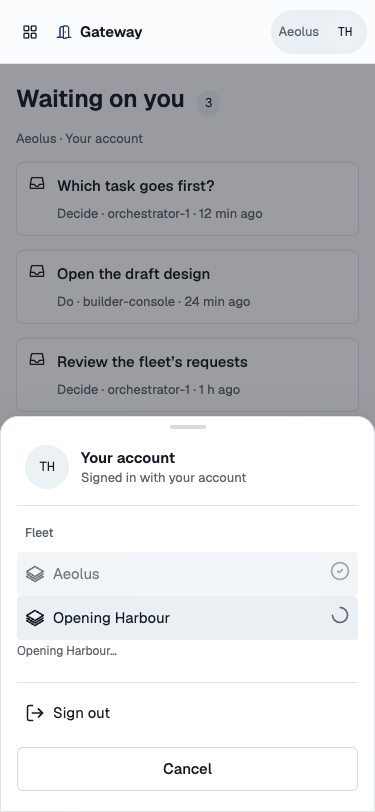 Gateway
Aeolus TH
Waiting on you 3
Aeolus · Your account
Which task goes first?
Decide · orchestrator-1 · 12 min ago
Open the draft design
Do · builder-console · 24 min ago
Review the fleet's requests
Decide · orchestrator-1 · 1 h ago
TH
Your account
Signed in with your account
Fleet
Aeolus
Opening Harbour
Opening Harbour...
Sign out
Cancel